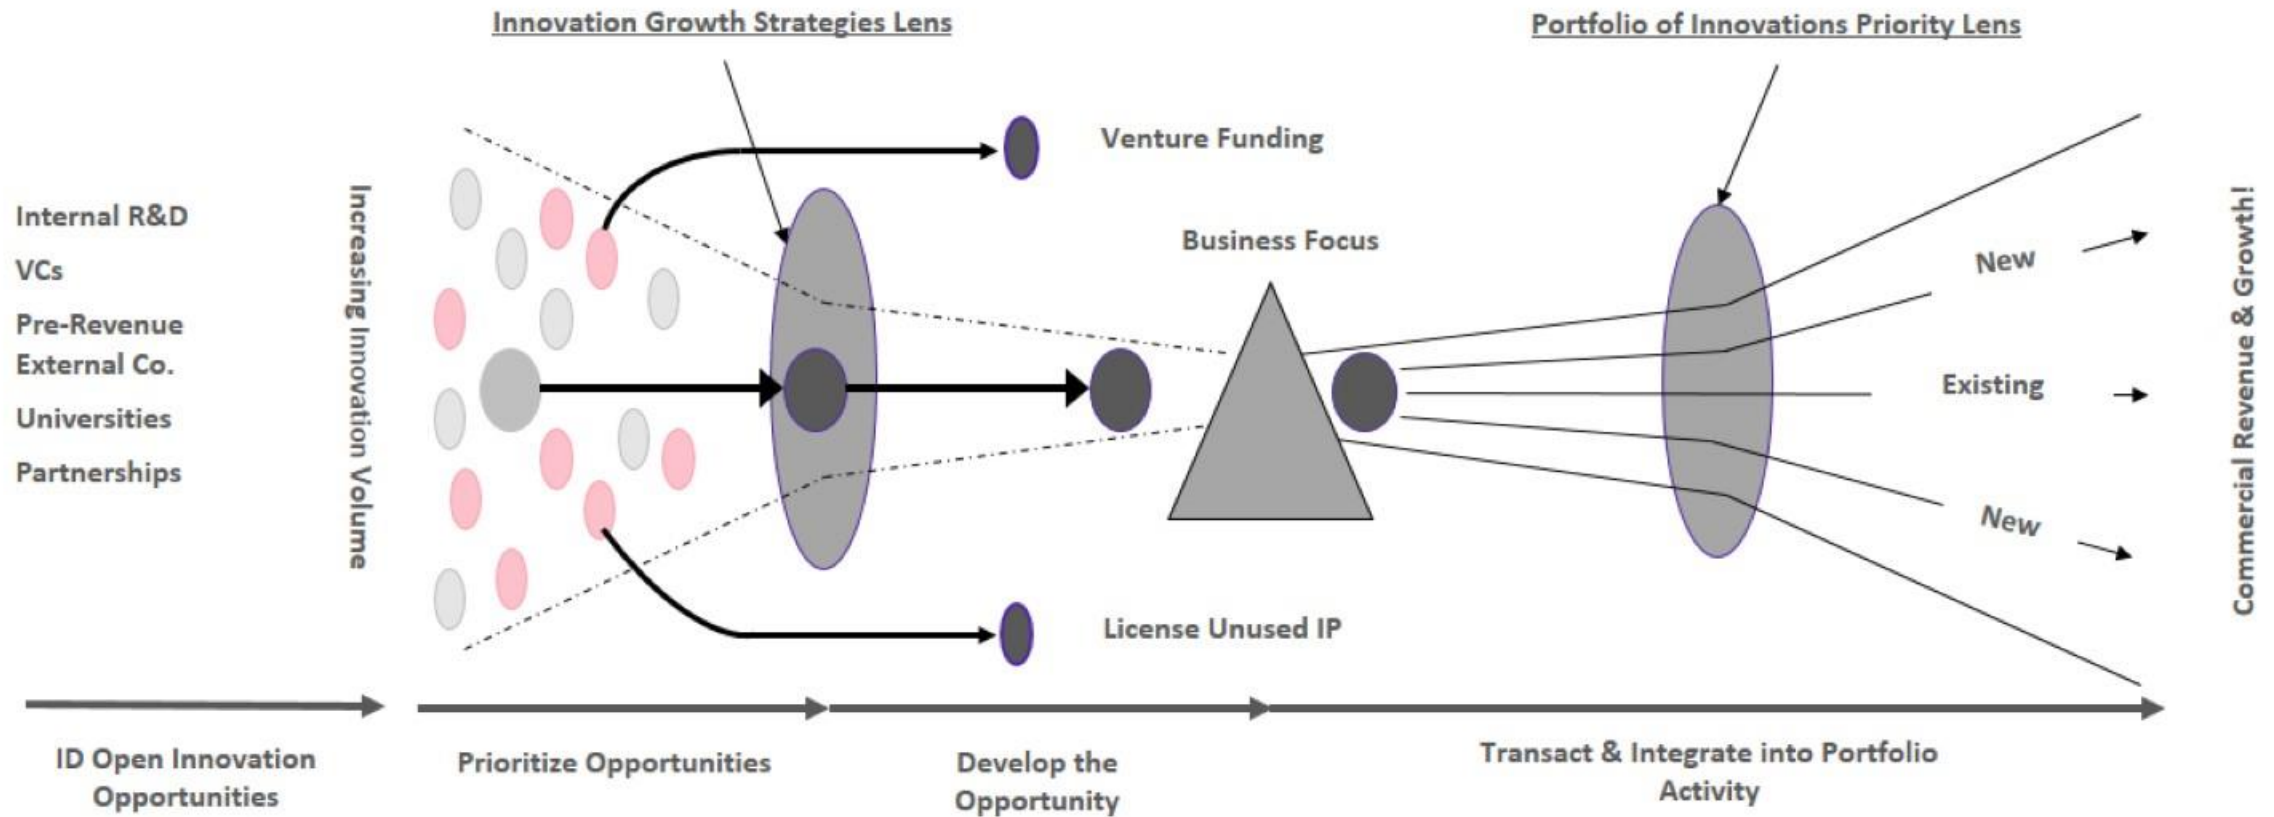 Innovation Growth Strategies Lens
Portfolio of Innovations Priority Lens
Venture Funding
Internal R&D
VCs
Pre-Revenue
External Co.
Universities
Partnerships
Increasing Innovation Volume
Business Focus
New
Existing
New
Commercial Revenue & Growth!
License Unused IP
ID Open Innovation
Opportunities
Prioritize Opportunities
Develop the
Opportunity
Transact & Integrate into Portfolio
Activity